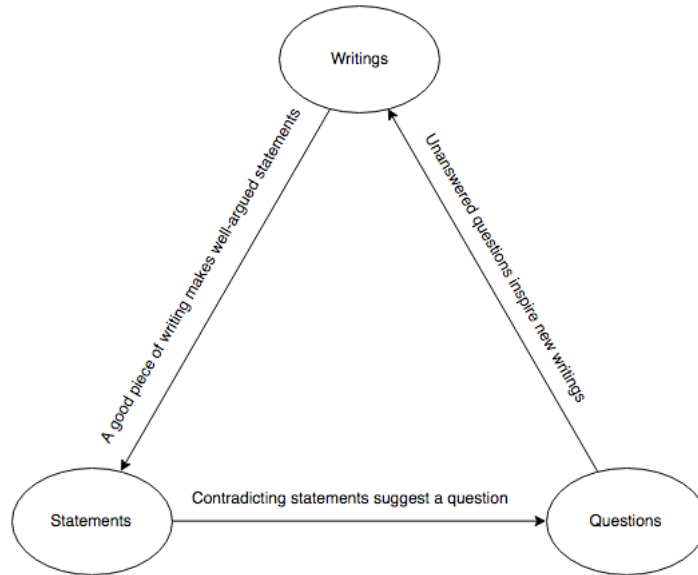 Writings
A good piece of writing makes well-argued statements
Unanswered questions inspire new writings
Contradicting statements suggest a question
Statements
Questions